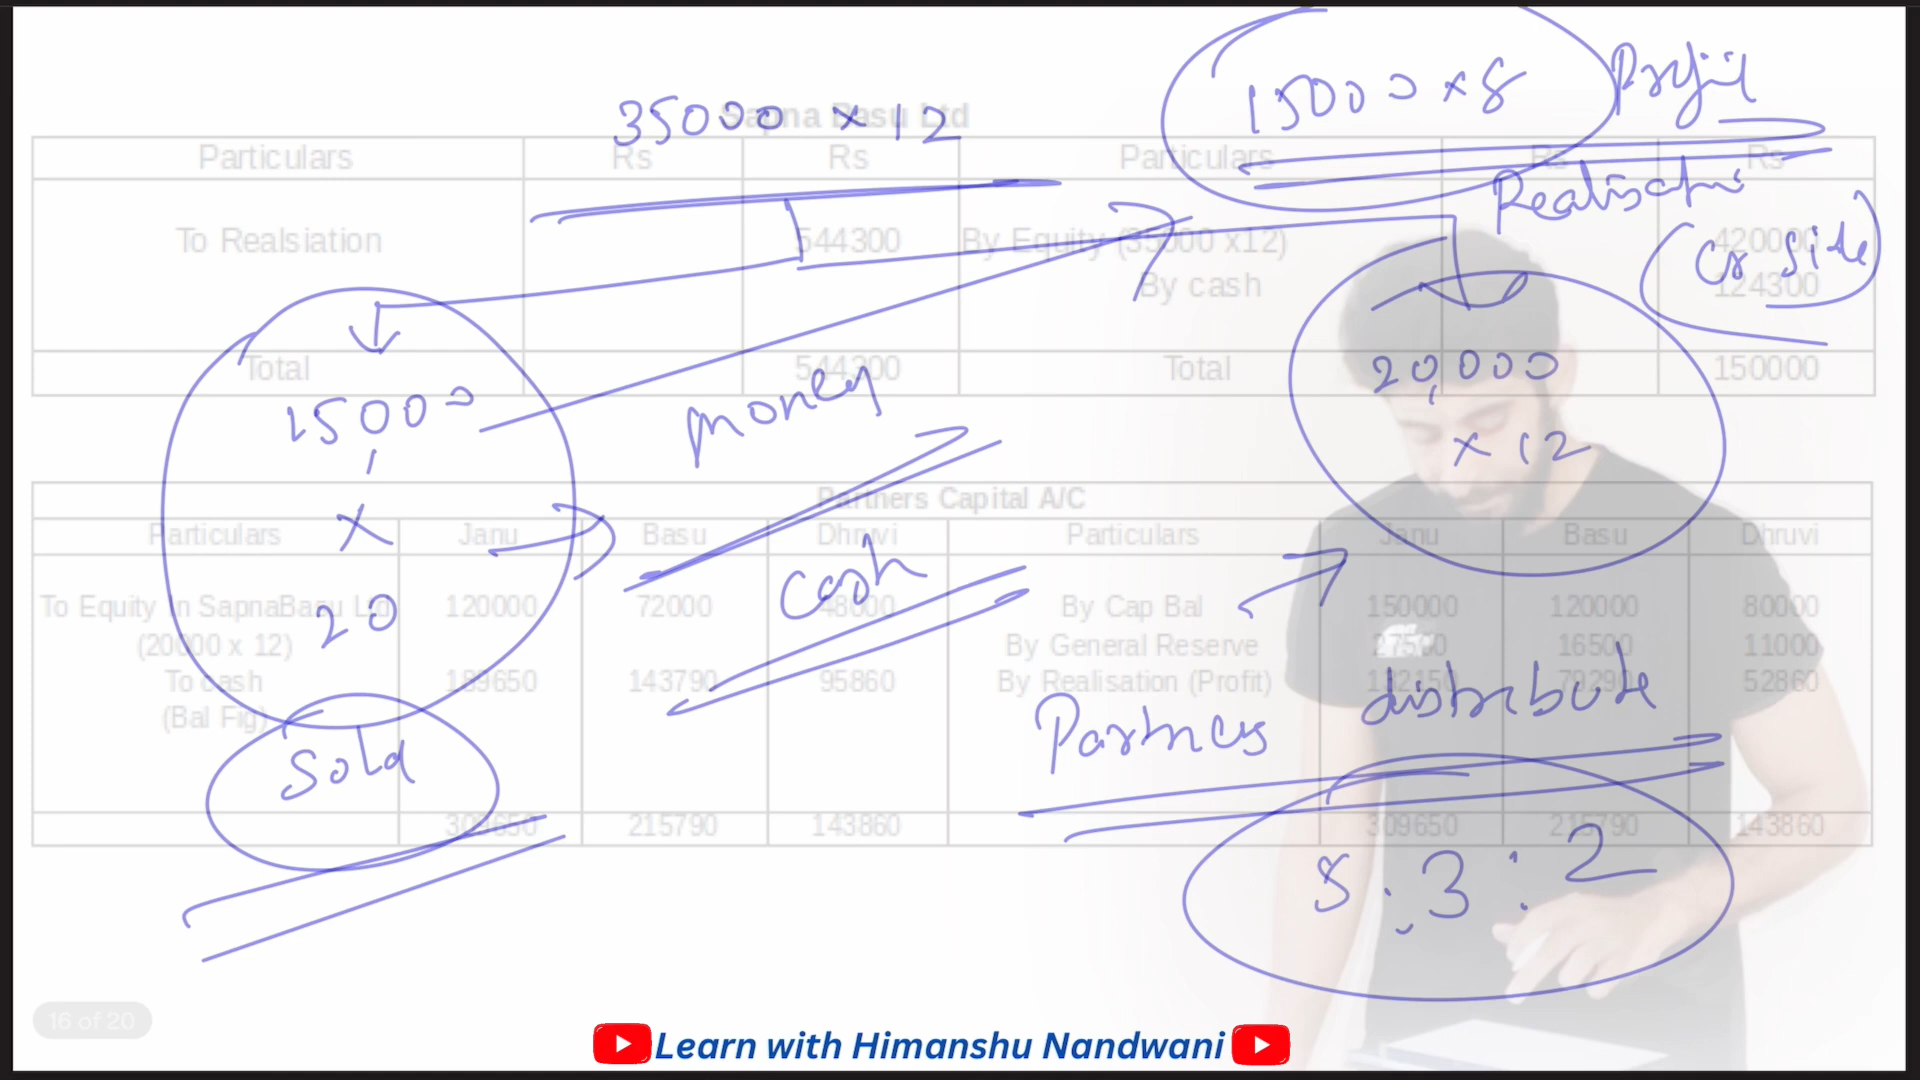 35000 x 12
15000 x 8
Profit
Sapna Basu Ltd
Particulars Rs Rs Particulars Rs Rs
Realisation
(Cr side)
To Realsiation 544300 By Equity (35000 x12) 420000
By cash 124300
Total 544300 Total 150000
15000
x
20
Sold
money
cash
20,000
x 12
Partners Capital A/C
Particulars Janu Basu Dhruvi Particulars Janu Basu Dhruvi
To Equity In SapnaBasu Ltd 120000 72000 48000 By Cap Bal 150000 120000 80000
(20000 x 12) By General Reserve 27500 16500 11000
To cash 189650 143790 95860 By Realisation (Profit) 132150 79290 52860
(Bal Fig)
Partners distribute
309650 215790 143860 309650 215790 143860
5 : 3 : 2
16 of 20
Learn with Himanshu Nandwani